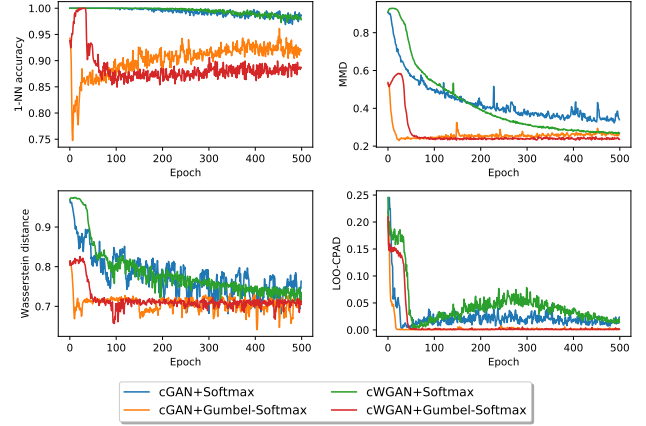 1.00
0.95
0.90
0.85
0.80
0.75
1-NN accuracy
0 100 200 300 400 500
Epoch
0.8
0.6
0.4
0.2
MMD
0 100 200 300 400 500
Epoch
0.9
0.8
0.7
Wasserstein distance
0 100 200 300 400 500
Epoch
0.25
0.20
0.15
0.10
0.05
0.00
LOO-CPAD
0 100 200 300 400 500
Epoch
cGAN+Softmax
cGAN+Gumbel-Softmax
cWGAN+Softmax
cWGAN+Gumbel-Softmax